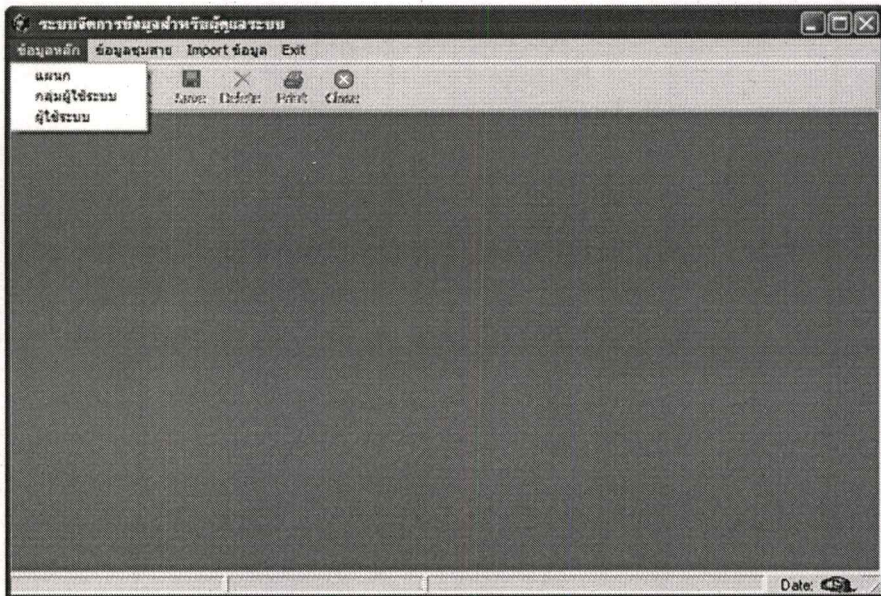 ระบบจัดการข้อมูลสำหรับผู้ดูแลระบบ
ข้อมูลหลัก ข้อมูลชุมสาย Import ข้อมูล Exit
แผนก
กลุ่มผู้ใช้ระบบ
ผู้ใช้ระบบ
Save Delete Print Close
Date: